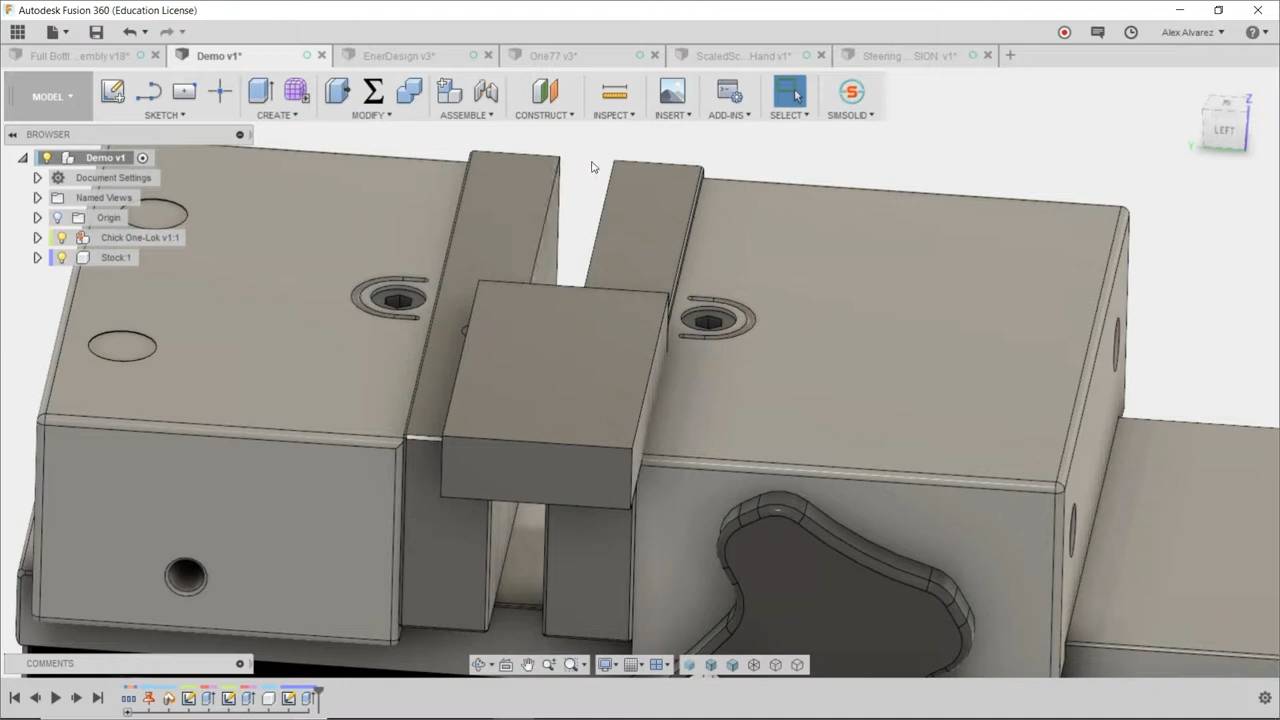 Autodesk Fusion 360 (Education License)
Alex Alvarez
Full Bottl...embly v18*
Demo v1*
EnerDesign v3*
One77 v3*
ScaledSc...Hand v1*
Steering ...SION v1*
MODEL
SKETCH
CREATE
MODIFY
ASSEMBLE
CONSTRUCT
INSPECT
INSERT
ADD-INS
SELECT
SIMSOLID
BROWSER
Demo v1
Document Settings
Named Views
Origin
Chick One-Lok v1:1
Stock:1
Z
Y
LEFT
COMMENTS